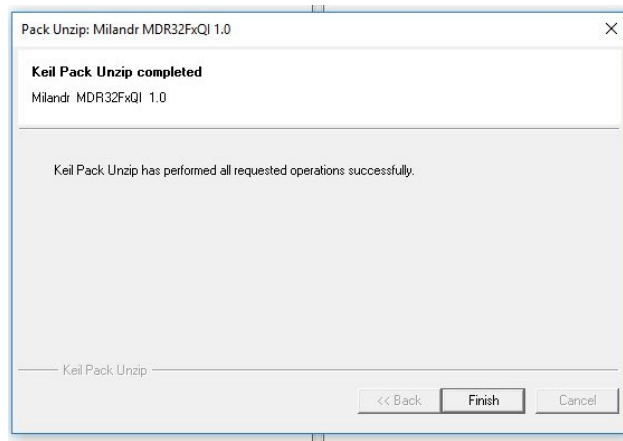 Pack Unzip: Milandr MDR32FxQI 1.0
Keil Pack Unzip completed
Milandr MDR32FxQI 1.0
Keil Pack Unzip has performed all requested operations successfully.
Keil Pack Unzip
<< Back Finish Cancel